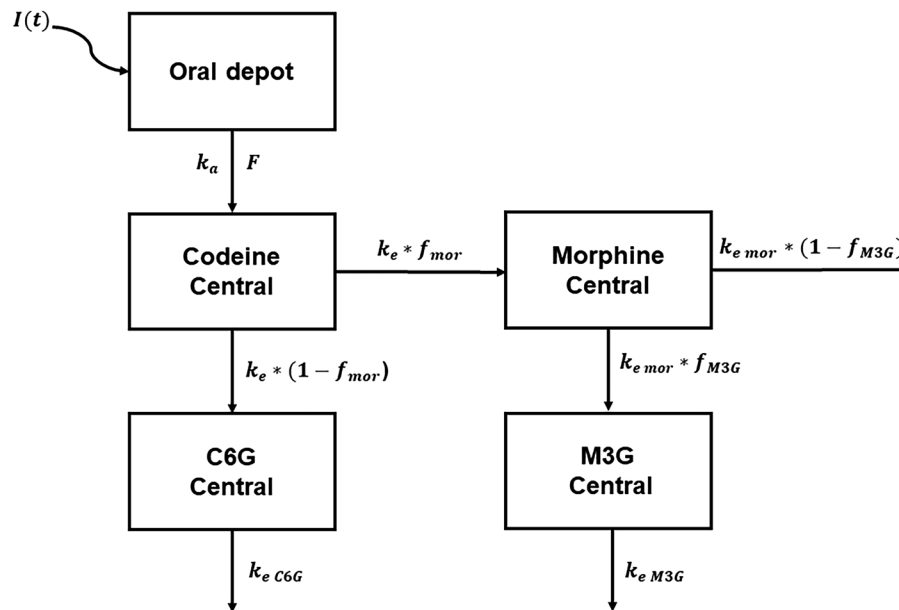 I(t)
Oral depot
k_a F
Codeine
Central
k_e * f_mor
Morphine
Central
k_e mor * (1 − f_M3G)
k_e * (1 − f_mor)
k_e mor * f_M3G
C6G
Central
M3G
Central
k_e C6G
k_e M3G